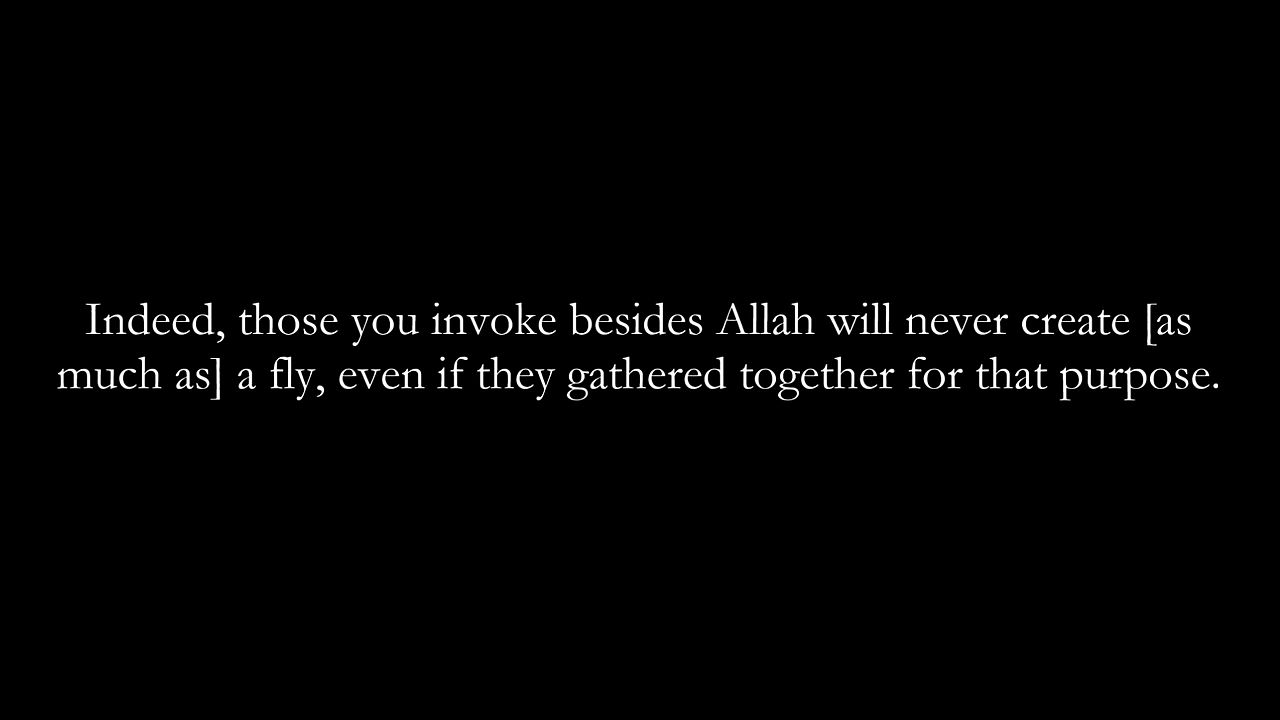 Indeed, those you invoke besides Allah will never create [as
much as] a fly, even if they gathered together for that purpose.